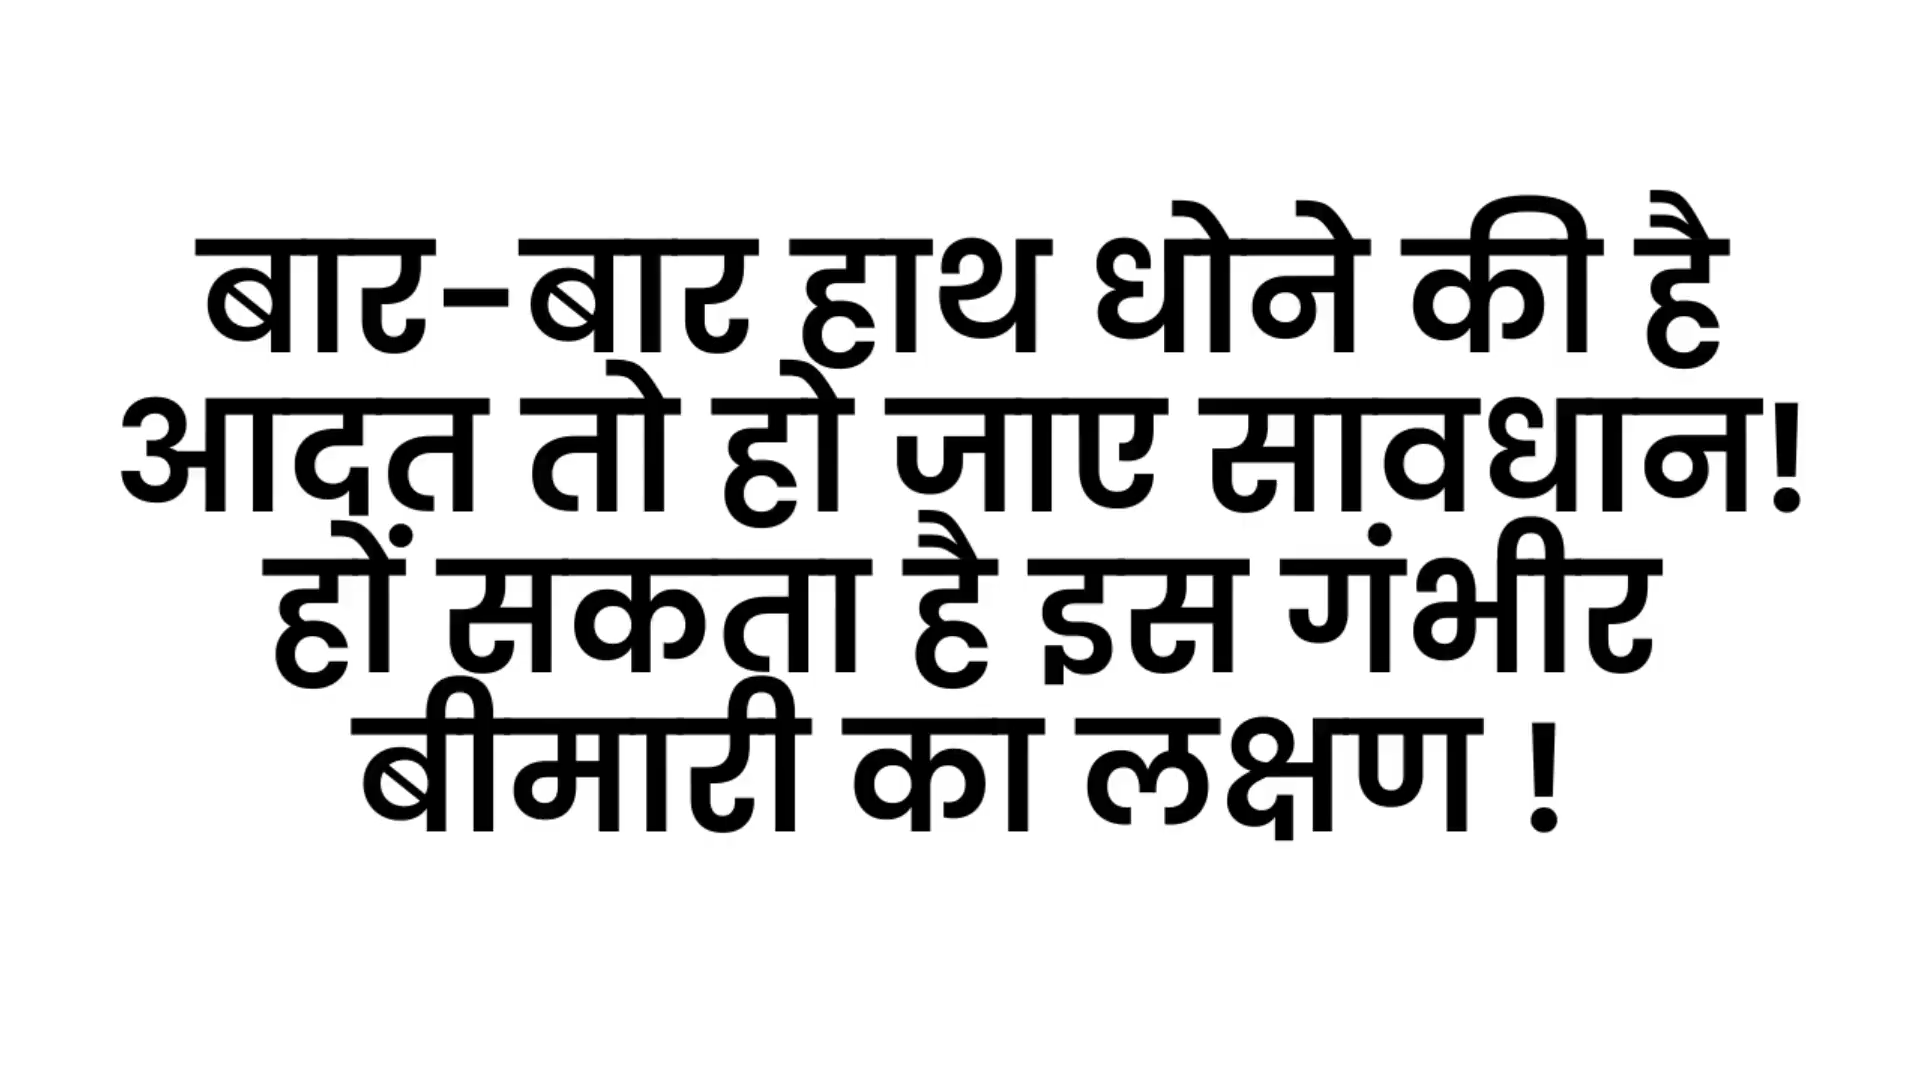 बार-बार हाथ धोने की है
आदत तो हो जाए सावधान!
हों सकता है इस गंभीर
बीमारी का लक्षण !